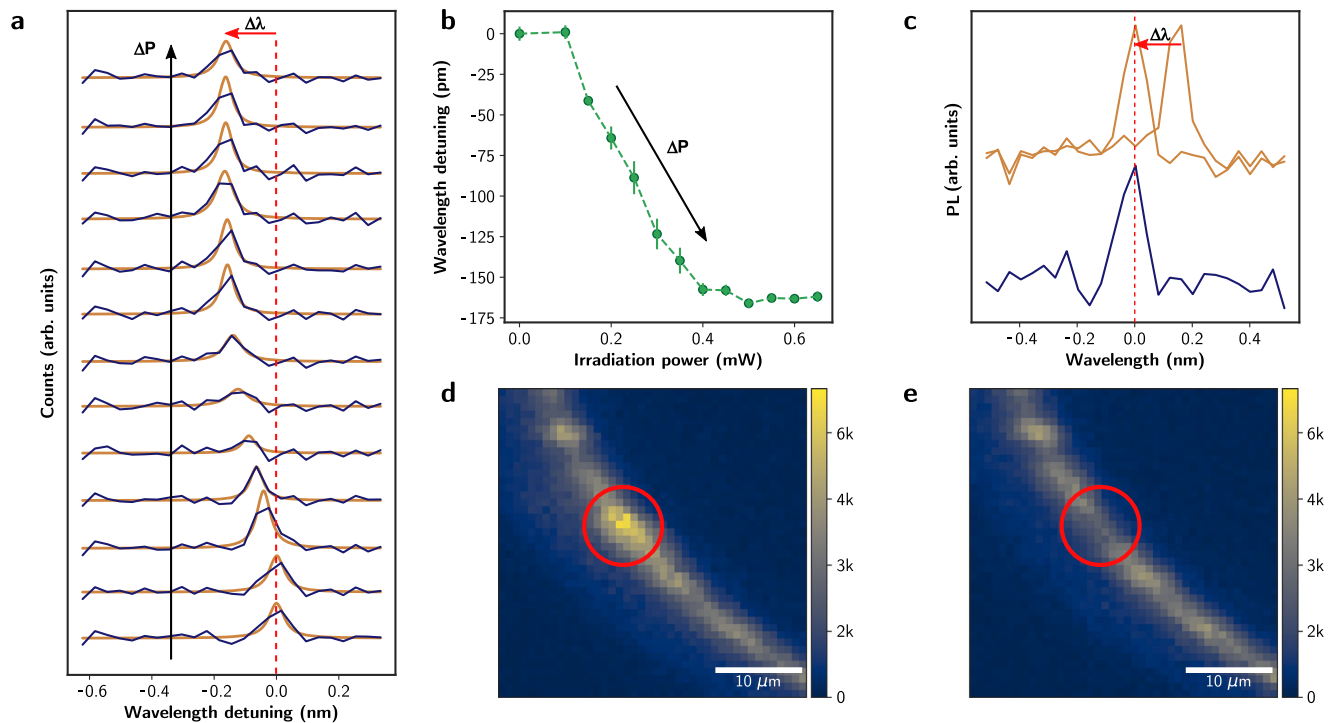 a
Δλ
ΔP
Counts (arb. units)
-0.6 -0.4 -0.2 0.0 0.2
Wavelength detuning (nm)
b
0
-25
-50
-75
-100
-125
-150
-175
ΔP
Wavelength detuning (pm)
0.0 0.2 0.4 0.6
Irradiation power (mW)
c
Δλ
PL (arb. units)
-0.4 -0.2 0.0 0.2 0.4
Wavelength (nm)
d
10 μm
6k
4k
3k
2k
0
e
10 μm
6k
4k
3k
2k
0